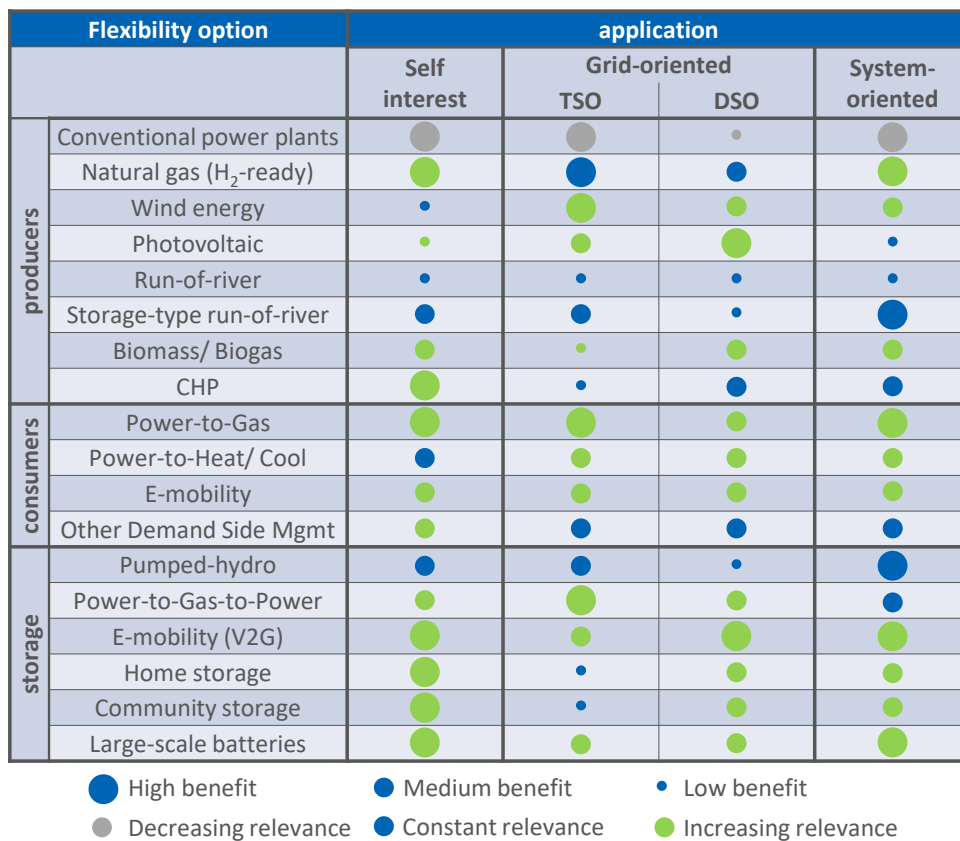 Flexibility option application
Self interest Grid-oriented System-oriented
TSO DSO
producers
Conventional power plants
Natural gas (H₂-ready)
Wind energy
Photovoltaic
Run-of-river
Storage-type run-of-river
Biomass/ Biogas
CHP
consumers
Power-to-Gas
Power-to-Heat/ Cool
E-mobility
Other Demand Side Mgmt
storage
Pumped-hydro
Power-to-Gas-to-Power
E-mobility (V2G)
Home storage
Community storage
Large-scale batteries
High benefit Medium benefit Low benefit
Decreasing relevance Constant relevance Increasing relevance